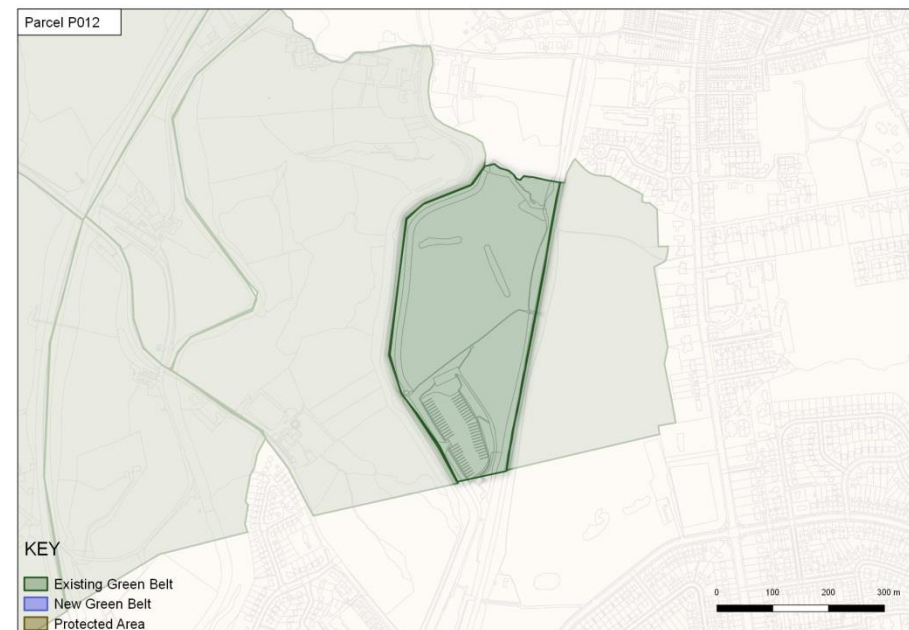 Parcel P012
KEY
Existing Green Belt
New Green Belt
Protected Area
0 100 200 300 m